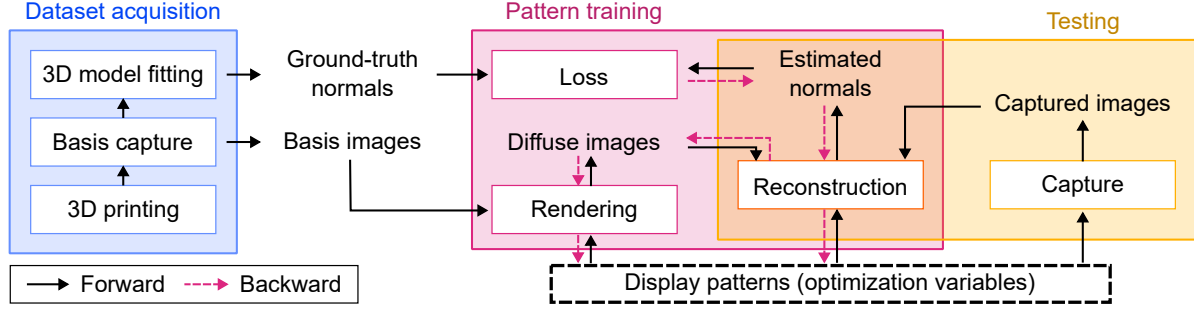 Dataset acquisition
3D model fitting
Basis capture
3D printing
Ground-truth
normals
Basis images
Pattern training
Loss
Diffuse images
Rendering
Testing
Estimated
normals
Reconstruction
Captured images
Capture
Display patterns (optimization variables)
Forward
Backward